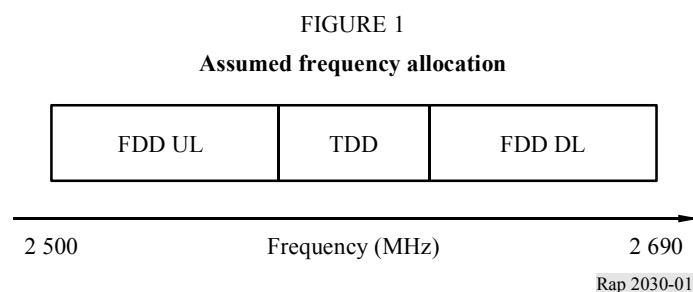 FIGURE 1
Assumed frequency allocation
FDD UL TDD FDD DL
2 500 Frequency (MHz) 2 690
Rap 2030-01